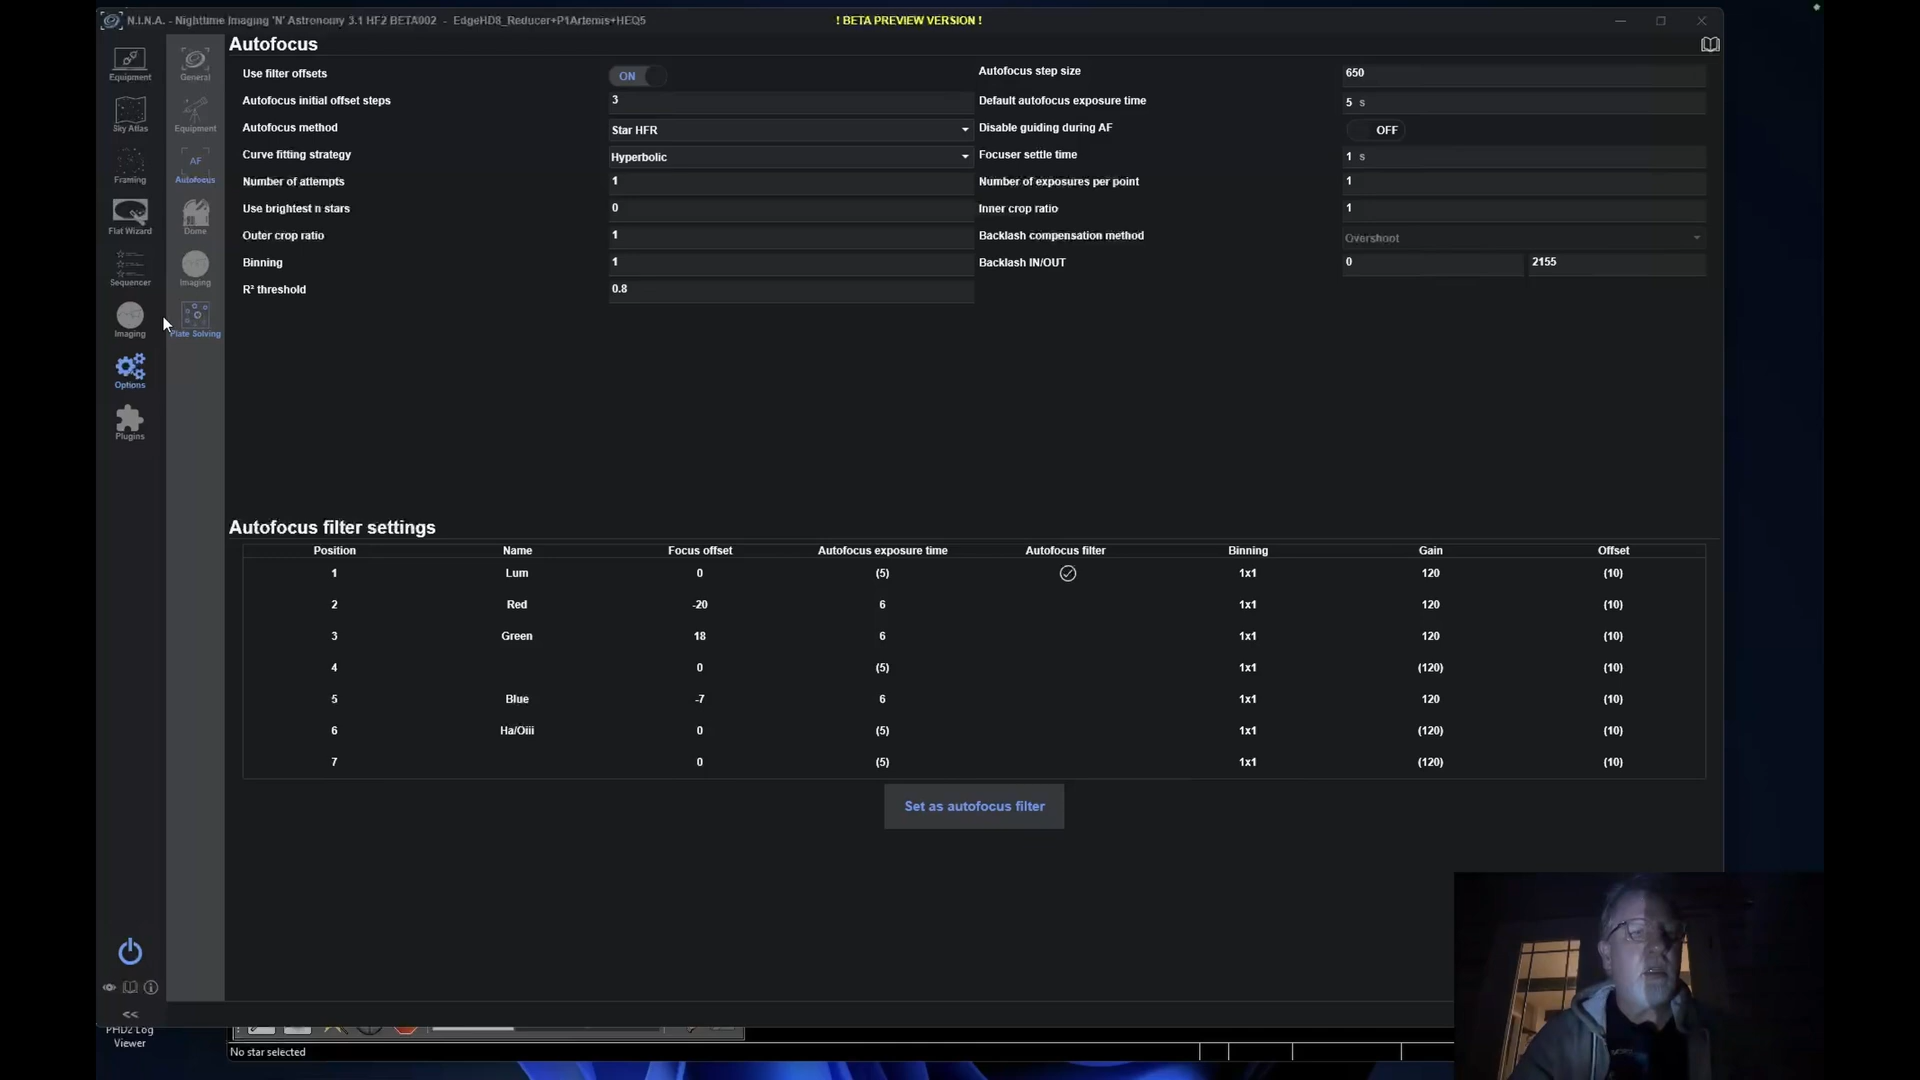 N.I.N.A. - Nighttime Imaging 'N' Astronomy 3.1 HF2 BETA002 - EdgeHD8_Reducer+P1Artemis+HEQ5
! BETA PREVIEW VERSION !
Equipment
Sky Atlas
Framing
Flat Wizard
Sequencer
Imaging
Options
Plugins
General
Equipment
AF
Autofocus
Dome
Imaging
Plate Solving
Autofocus
Use filter offsets ON
Autofocus step size 650
Autofocus initial offset steps 3
Default autofocus exposure time 5 s
Autofocus method Star HFR
Disable guiding during AF OFF
Curve fitting strategy Hyperbolic
Focuser settle time 1 s
Number of attempts 1
Number of exposures per point 1
Use brightest n stars 0
Inner crop ratio 1
Outer crop ratio 1
Backlash compensation method Overshoot
Binning 1
Backlash IN/OUT 0 2155
R² threshold 0.8
Autofocus filter settings
Position Name Focus offset Autofocus exposure time Autofocus filter Binning Gain Offset
1 Lum 0 (5) 1x1 120 (10)
2 Red -20 6 1x1 120 (10)
3 Green 18 6 1x1 120 (10)
4 0 (5) 1x1 (120) (10)
5 Blue -7 6 1x1 120 (10)
6 Ha/Oiii 0 (5) 1x1 (120) (10)
7 0 (5) 1x1 (120) (10)
Set as autofocus filter
<<
PHD2 Log
Viewer
No star selected